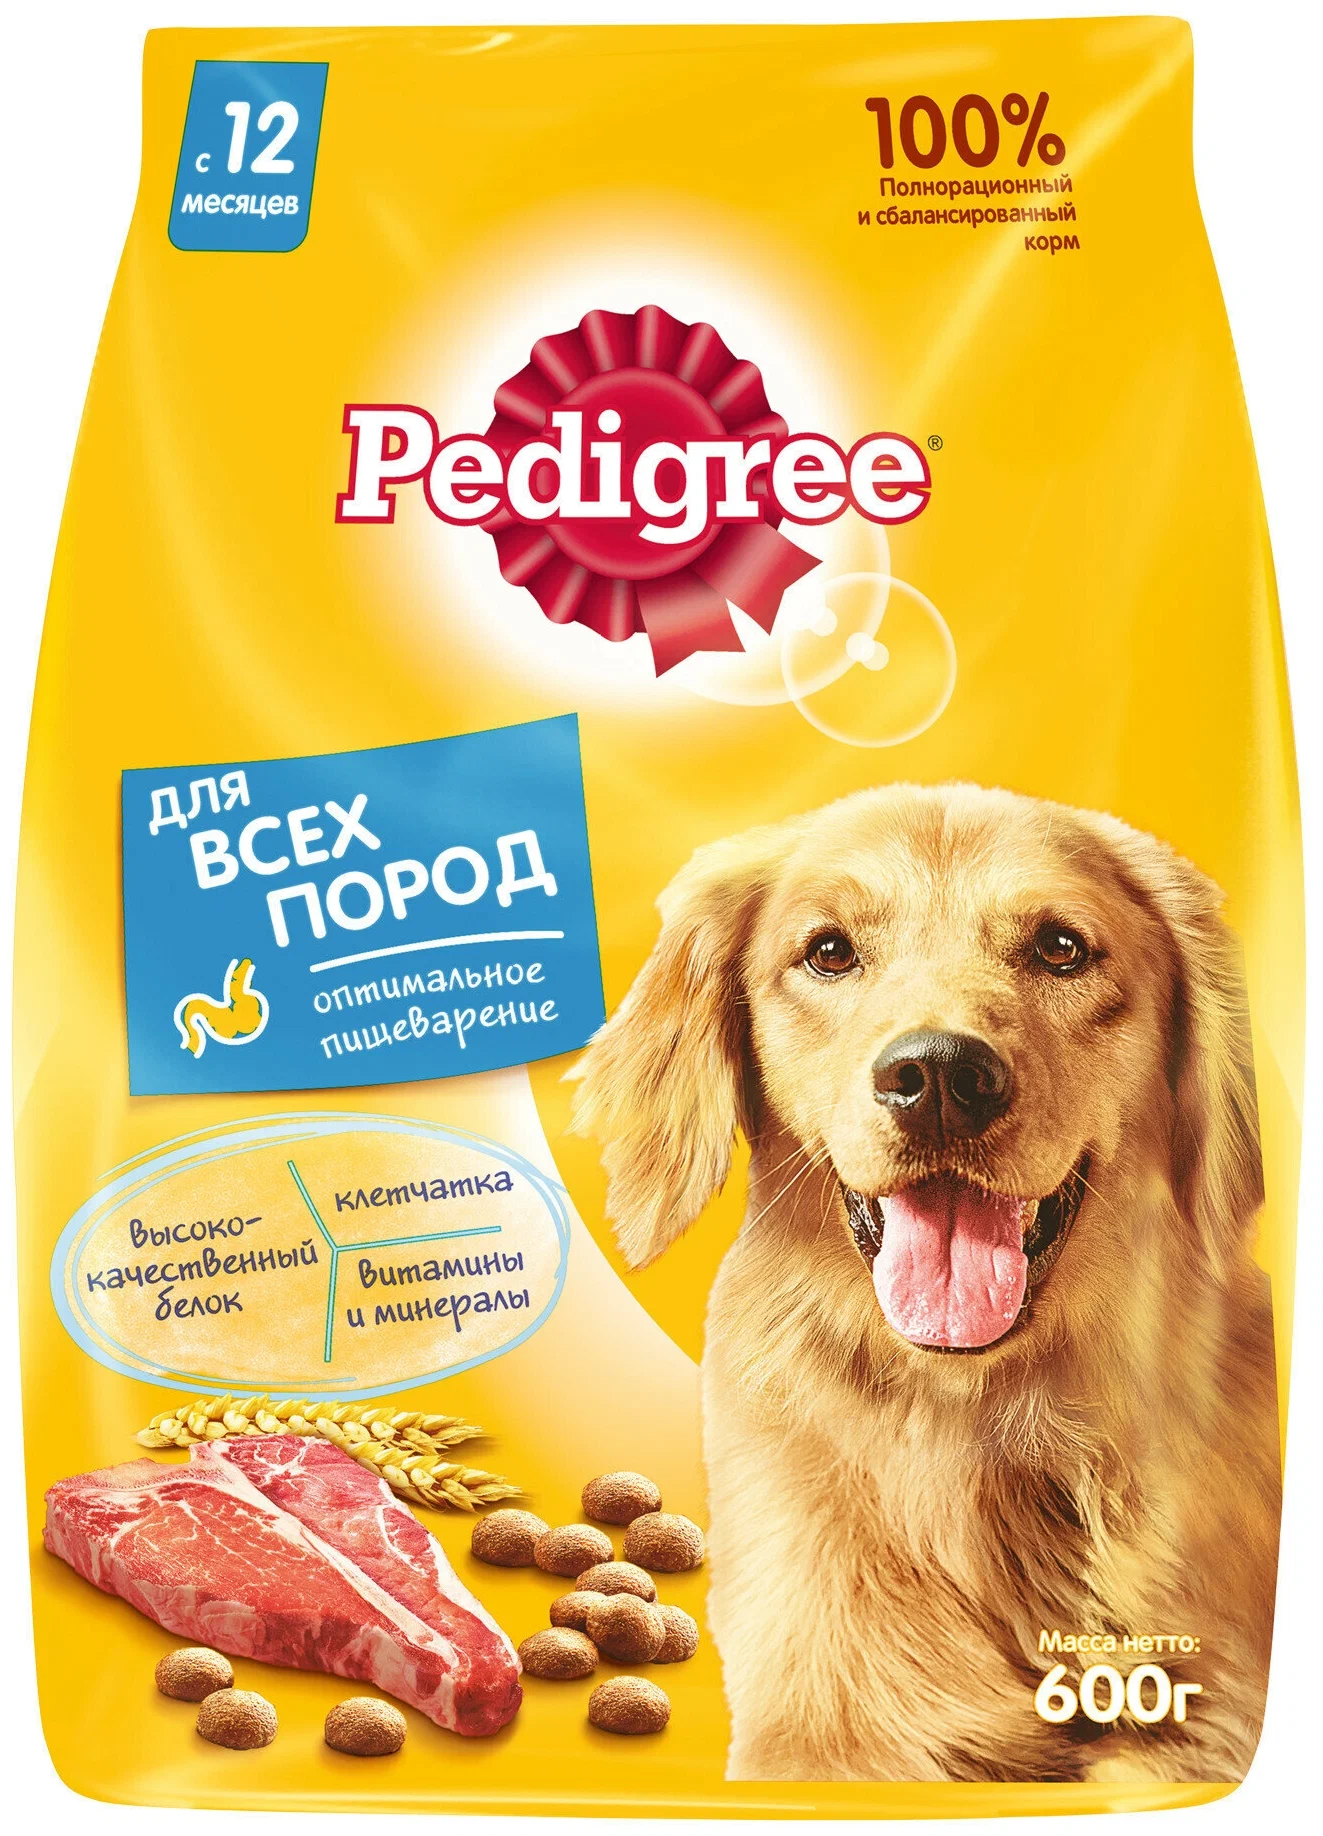 с 12
месяцев
100%
Полнорационный
и сбалансированный
корм
Pedigree®
для
ВСЕХ
ПОРОД
оптимальное
пищеварение
высоко-
качественный
белок
клетчатка
витамины
и минералы
Масса нетто:
600г